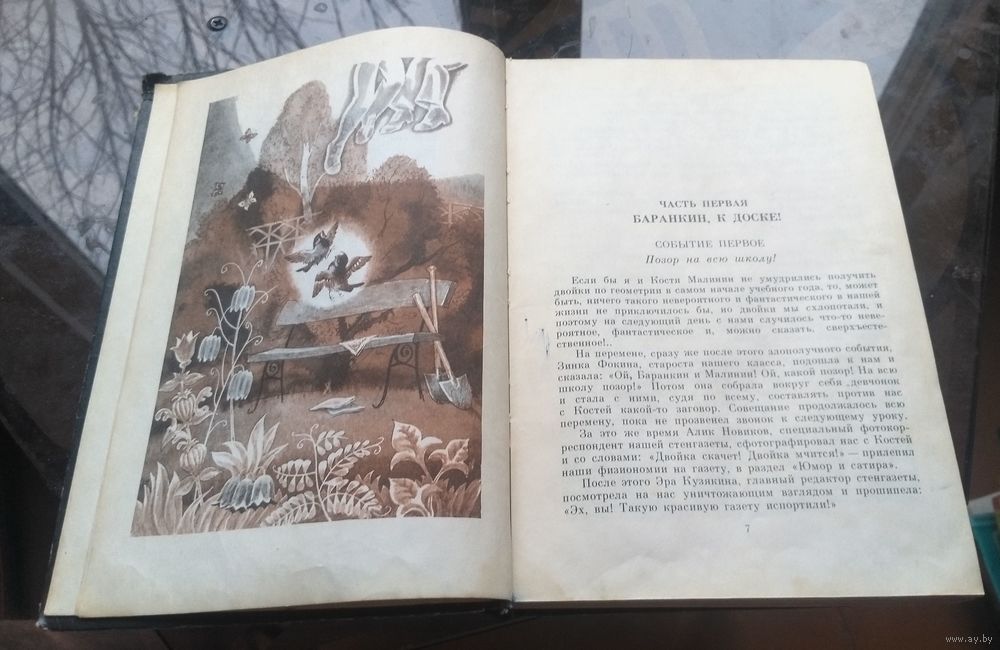 ЧАСТЬ ПЕРВАЯ
БАРАНКИН, К ДОСКЕ!
СОБЫТИЕ ПЕРВОЕ
Позор на всю школу!
Если бы я и Костя Малинин не умудрились получить
двойки по геометрии в самом начале учебного года, то, может
быть, ничего такого невероятного и фантастического в нашей
жизни не приключилось бы, но двойки мы схлопотали, и
поэтому на следующий день с нами случилось что-то неве-
роятное, фантастическое и, можно сказать, сверхъесте-
ственное!..
На перемене, сразу же после этого злополучного события,
Зинка Фокина, староста нашего класса, подошла к нам и
сказала: «Ой, Баранкин и Малинин! Ой, какой позор! На всю
школу позор!» Потом она собрала вокруг себя девчонок
и стала с ними, судя по всему, составлять против нас
с Костей какой-то заговор. Совещание продолжалось всю
перемену, пока не прозвенел звонок к следующему уроку.
За это же время Алик Новиков, специальный фотокор-
респондент нашей стенгазеты, сфотографировал нас с Костей
и со словами: «Двойка скачет! Двойка мчится!» — прилепил
наши физиономии на газету, в раздел «Юмор и сатира».
После этого Эра Кузякина, главный редактор стенгазеты,
посмотрела на нас уничтожающим взглядом и прошипела:
«Эх, вы! Такую красивую газету испортили!»
7
www.ay.by